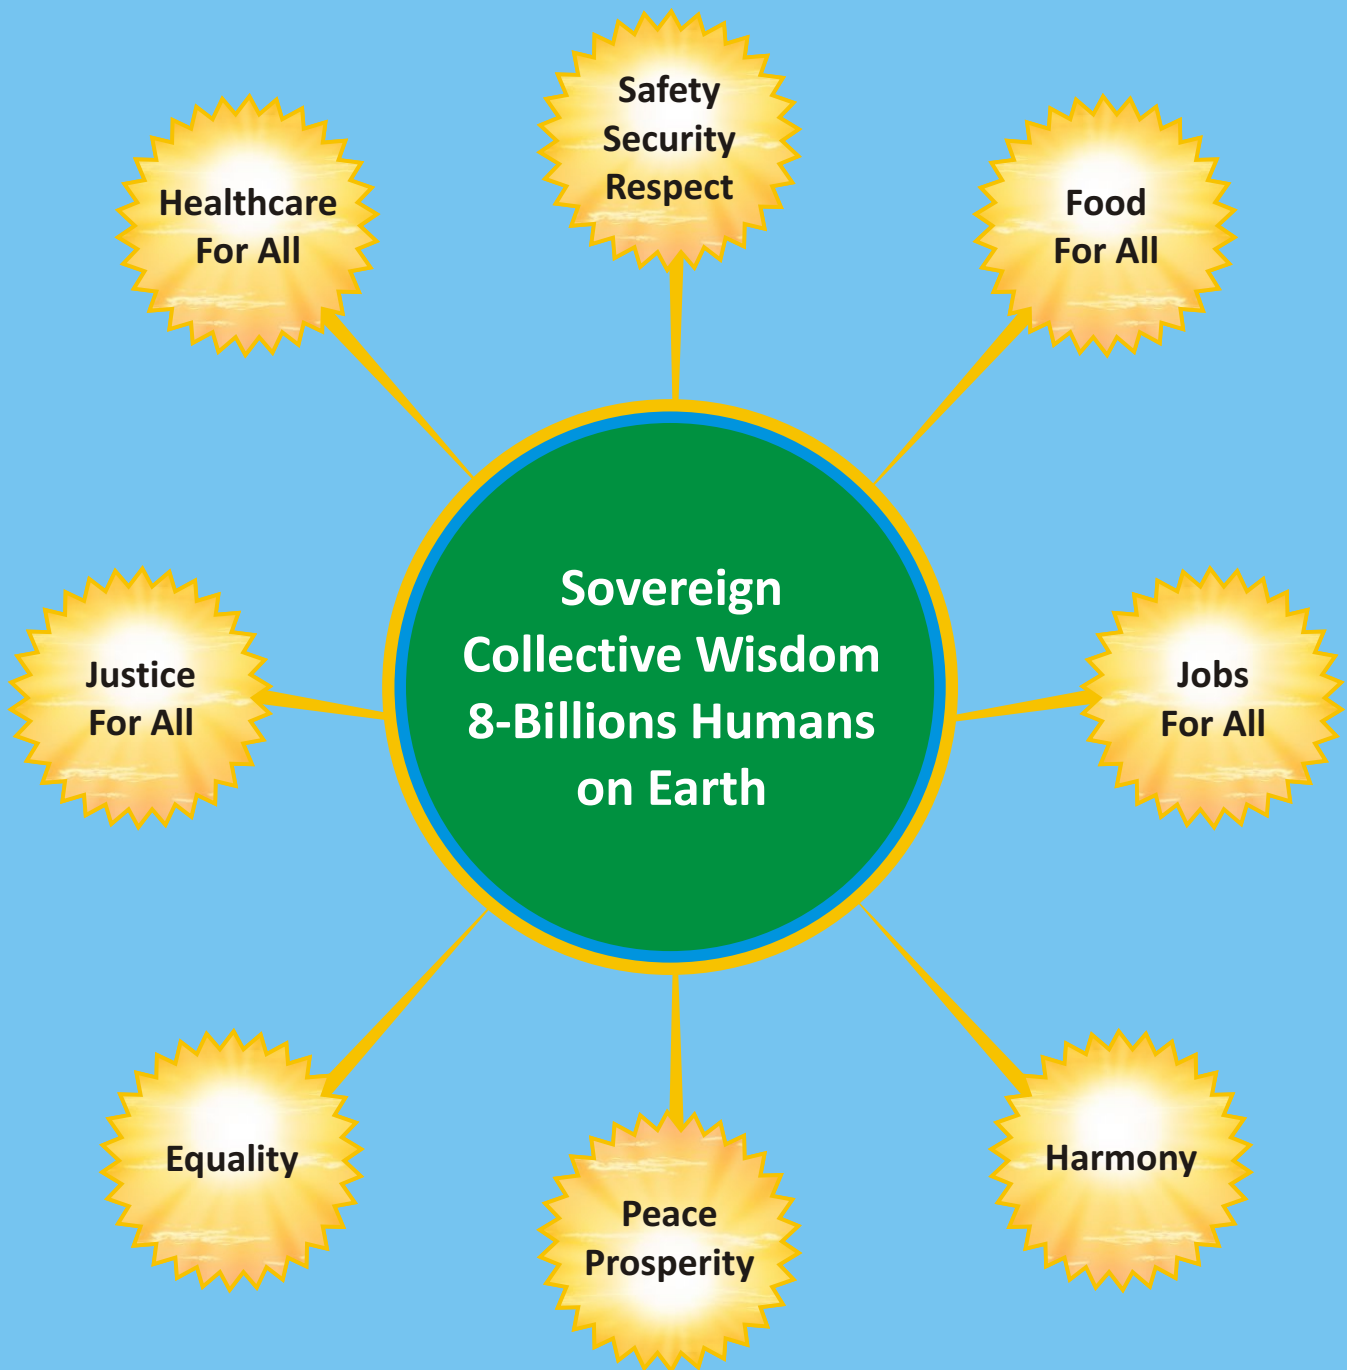 Safety
Security
Respect
Healthcare
For All
Food
For All
Sovereign
Collective Wisdom
8-Billions Humans
on Earth
Justice
For All
Jobs
For All
Equality
Harmony
Peace
Prosperity